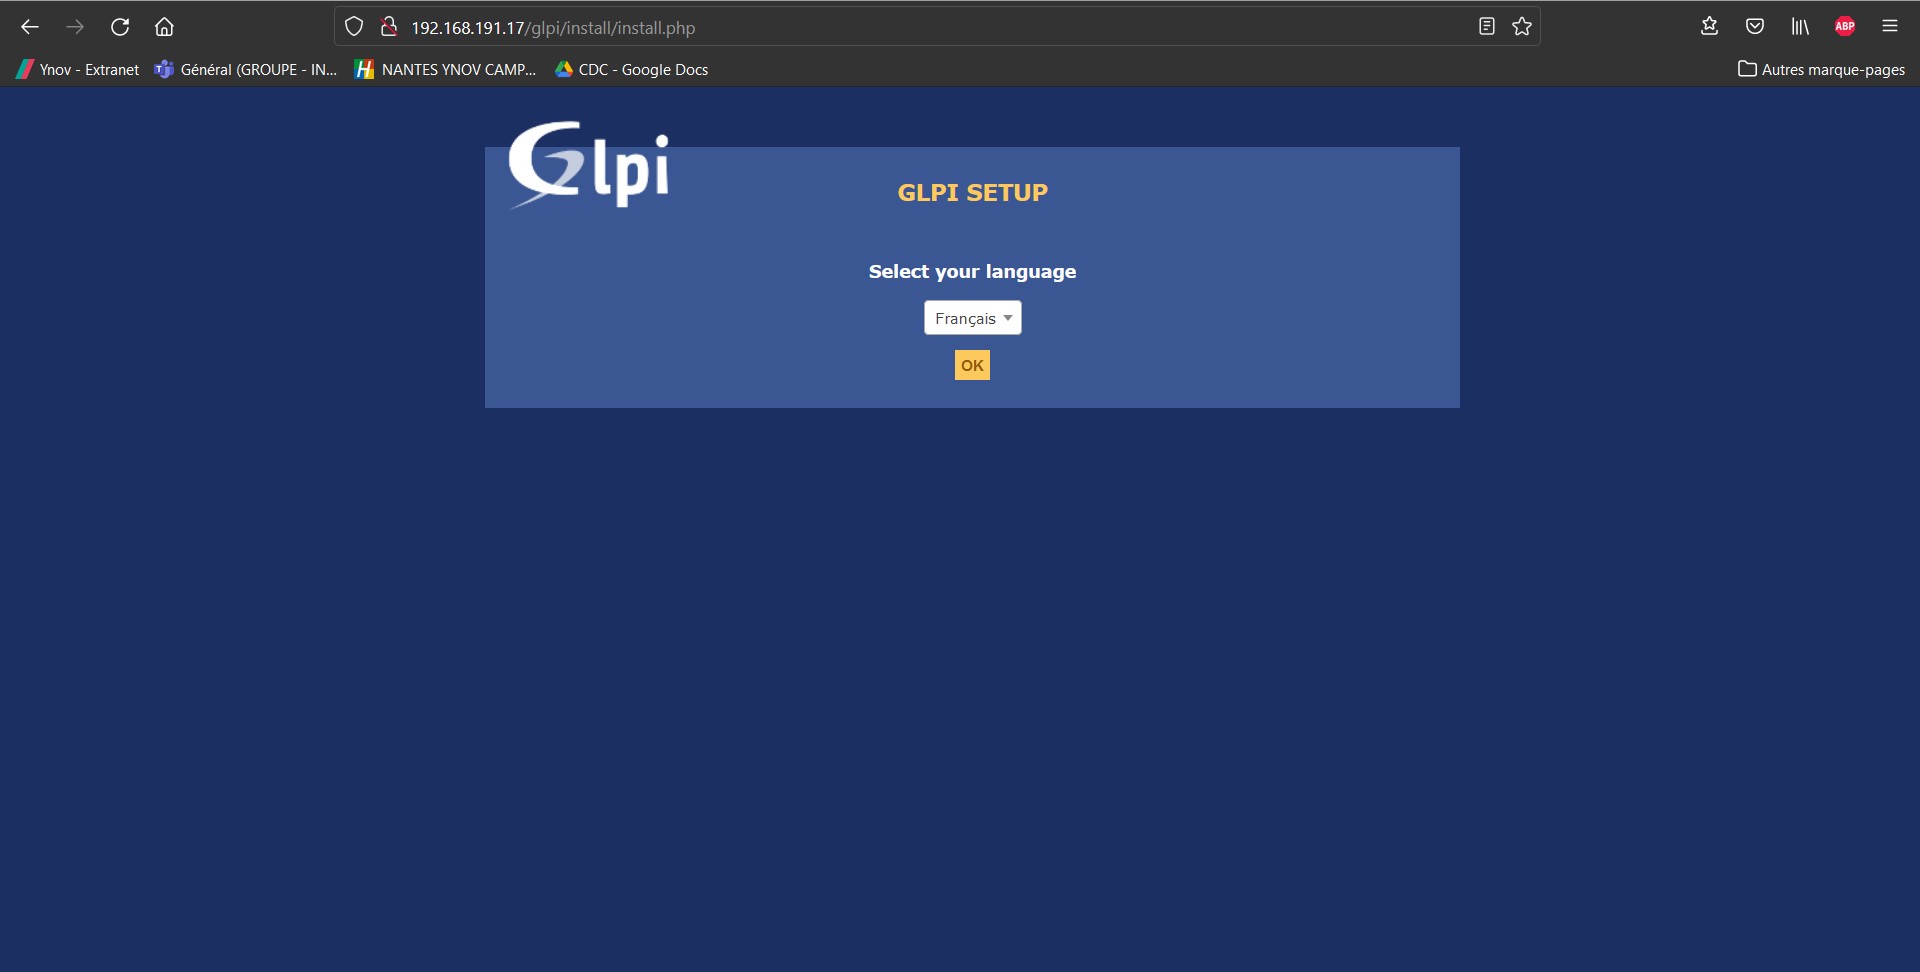 192.168.191.17/glpi/install/install.php
ABP
Ynov - Extranet
Général (GROUPE - IN...
NANTES YNOV CAMP...
CDC - Google Docs
Autres marque-pages
Glpi
GLPI SETUP
Select your language
Français
OK